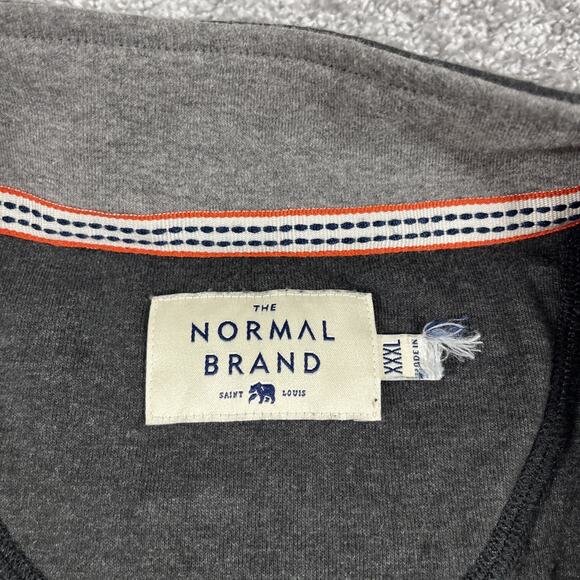 THE
NORMAL
BRAND
SAINT LOUIS
XXXL
MADE IN